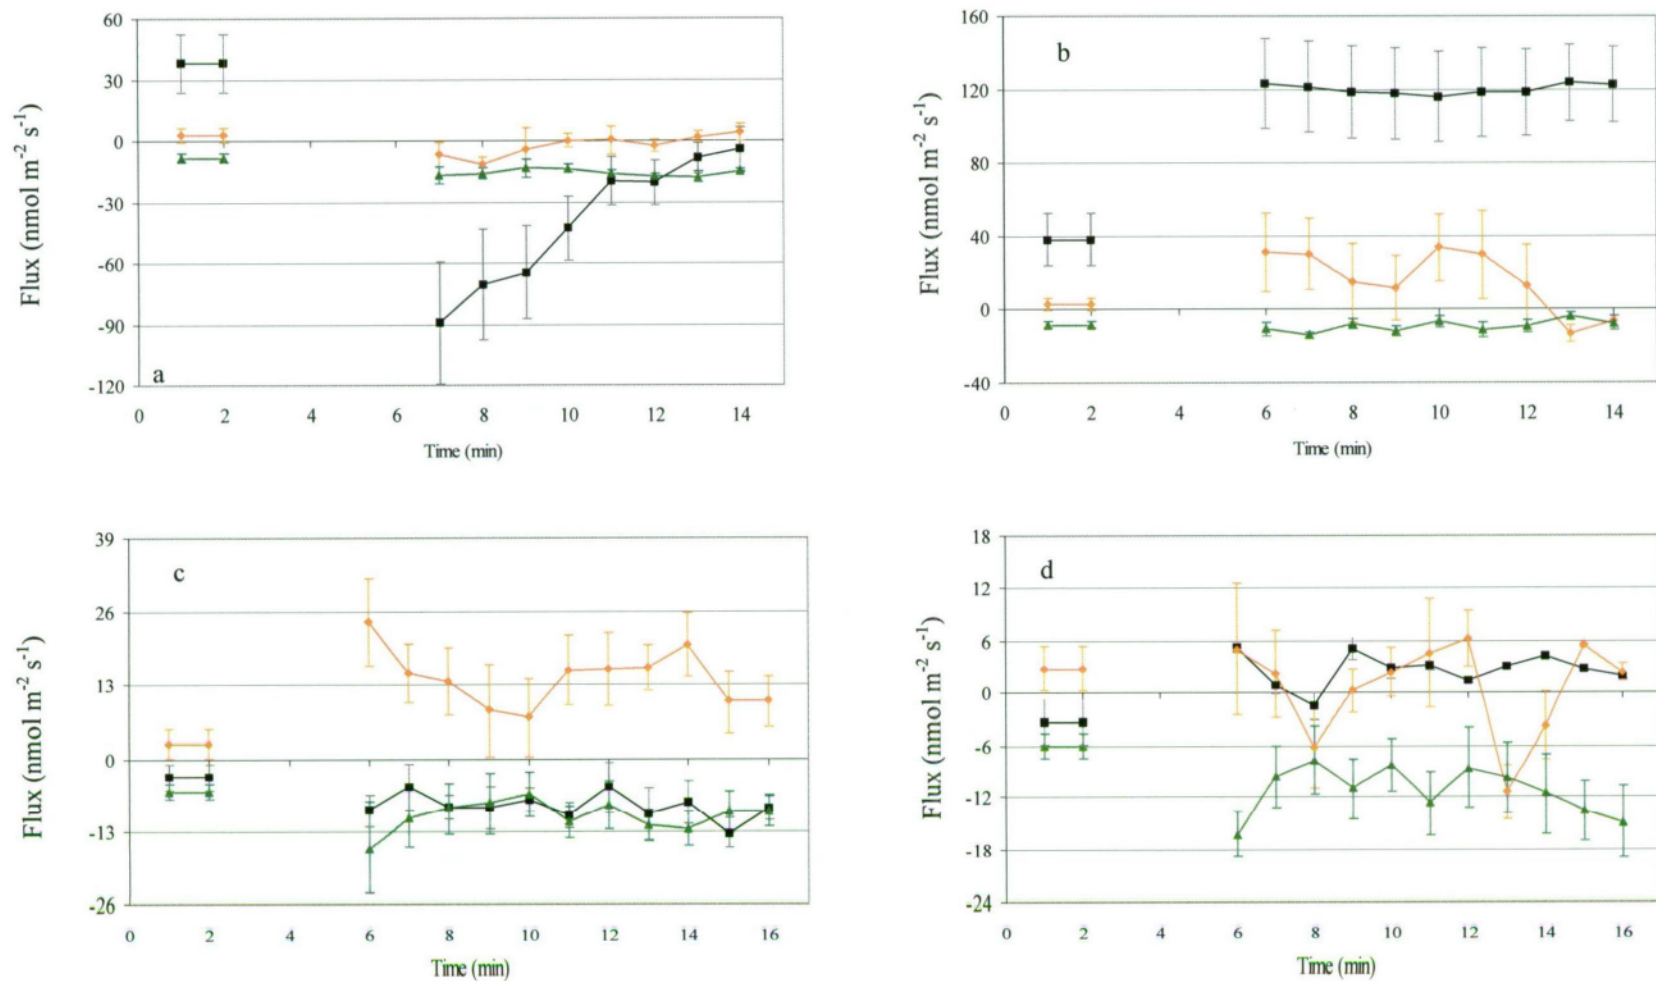 60
30
0
-30
-60
-90
-120
Flux (nmol m⁻² s⁻¹)
a
0 2 4 6 8 10 12 14
Time (min)
160
120
80
40
0
-40
Flux (nmol m⁻² s⁻¹)
b
0 2 4 6 8 10 12 14
Time (min)
39
26
13
0
-13
-26
Flux (nmol m⁻² s⁻¹)
c
0 2 4 6 8 10 12 14 16
Time (min)
18
12
6
0
-6
-12
-18
-24
Flux (nmol m⁻² s⁻¹)
d
0 2 4 6 8 10 12 14 16
Time (min)